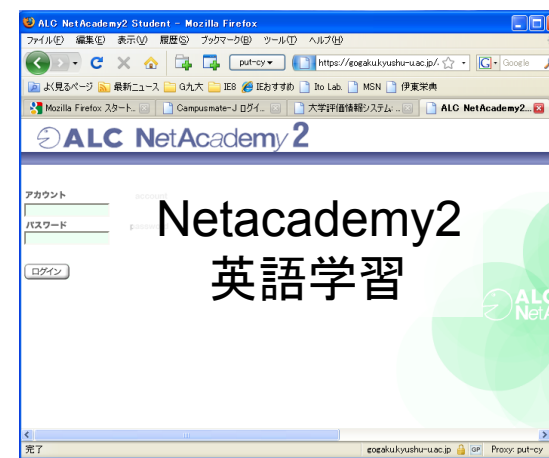 ALC NetAcademy2 Student - Mozilla Firefox
ファイル(F) 編集(E) 表示(V) 履歴(S) ブックマーク(B) ツール(T) ヘルプ(H)
put-cy https://gogaku.kyushu-u.ac.jp/. Google
よく見るページ 最新ニュース G九大 IE8 IEおすすめ Ito Lab. MSN 伊東栄典
Mozilla Firefox スタート... Campusmate-J ログイ... 大学評価情報システム: ... ALC NetAcademy2...
ALC NetAcademy 2
アカウント
パスワード
Netacademy2
英語学習
ログイン
ALC
NetA
完了 gogaku.kyushu-u.ac.jp GP Proxy: put-cy